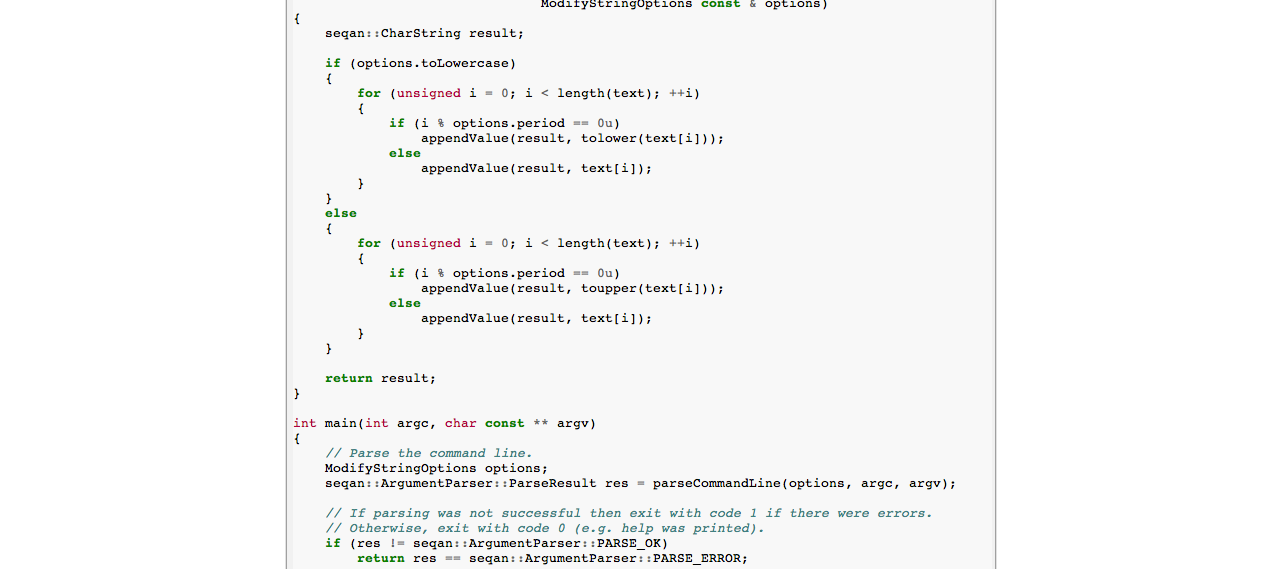 ModifyStringOptions const & options)
{
    seqan::CharString result;

    if (options.toLowercase)
    {
        for (unsigned i = 0; i < length(text); ++i)
        {
            if (i % options.period == 0u)
                appendValue(result, tolower(text[i]));
            else
                appendValue(result, text[i]);
        }
    }
    else
    {
        for (unsigned i = 0; i < length(text); ++i)
        {
            if (i % options.period == 0u)
                appendValue(result, toupper(text[i]));
            else
                appendValue(result, text[i]);
        }
    }

    return result;
}

int main(int argc, char const ** argv)
{
    // Parse the command line.
    ModifyStringOptions options;
    seqan::ArgumentParser::ParseResult res = parseCommandLine(options, argc, argv);

    // If parsing was not successful then exit with code 1 if there were errors.
    // Otherwise, exit with code 0 (e.g. help was printed).
    if (res != seqan::ArgumentParser::PARSE_OK)
        return res == seqan::ArgumentParser::PARSE_ERROR;